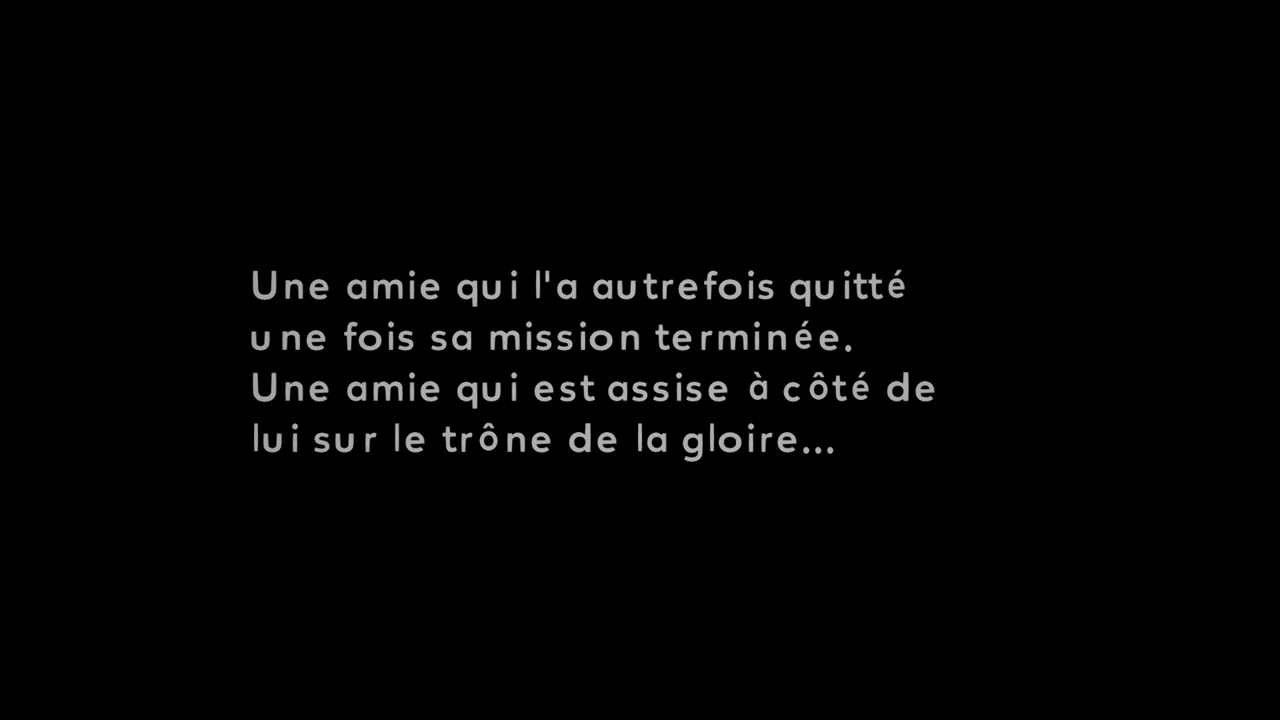 Une amie qui l'a autrefois quitté
une fois sa mission terminée.
Une amie qui est assise à côté de
lui sur le trône de la gloire...